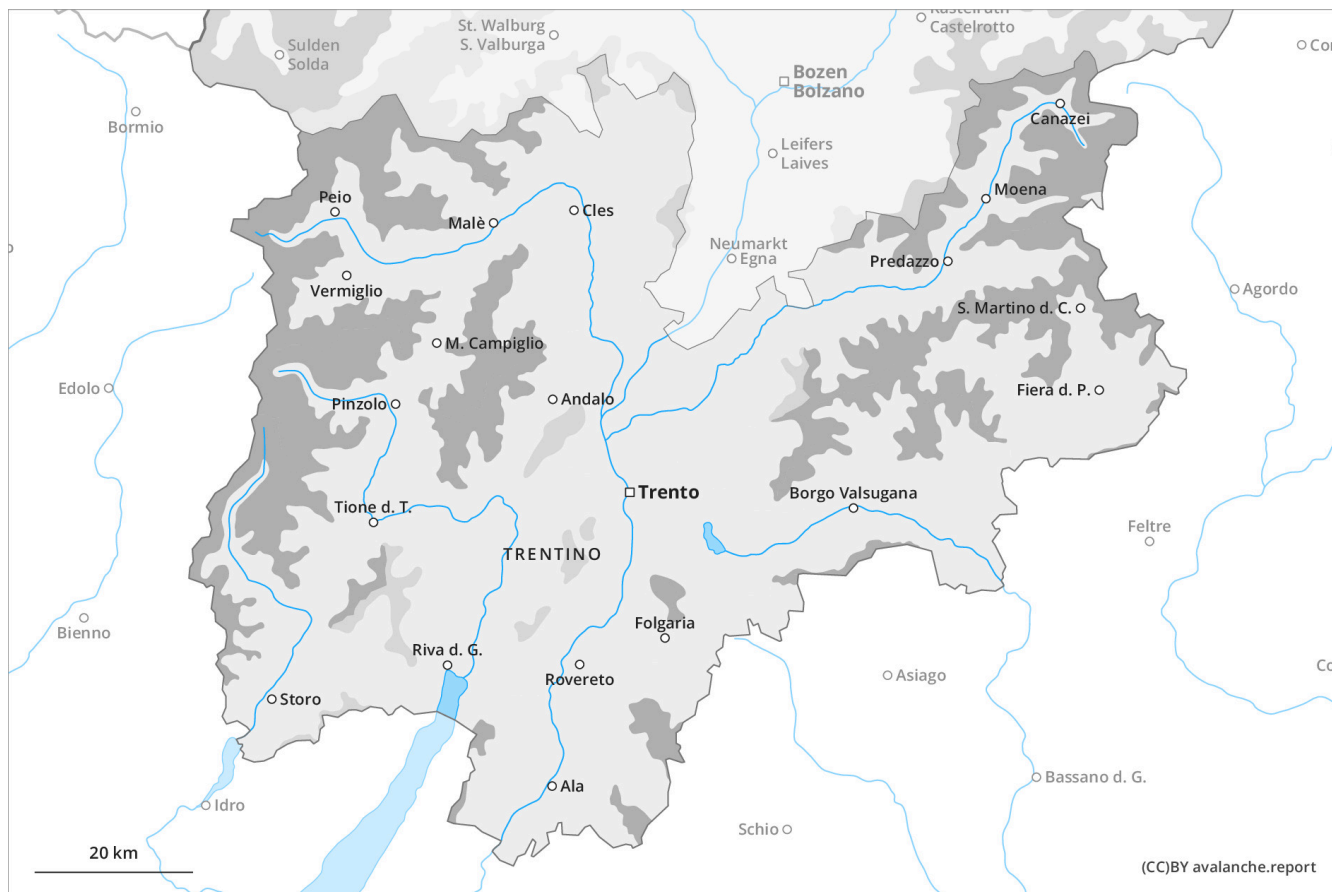 St. Walburg
S. Valburga
Castelrotto
Sulden
Solda
Bozen
Bolzano
Bormio
Canazei
Leifers
Laives
Moena
Peio
Malè
Cles
Neumarkt
Egna
Predazzo
Vermiglio
Agordo
S. Martino d. C.
M. Campiglio
Edolo
Fiera d. P.
Pinzolo
Andalo
Trento
Borgo Valsugana
Tione d. T.
Feltre
TRENTINO
Bienno
Folgaria
Riva d. G.
Rovereto
Asiago
Storo
Ala
Bassano d. G.
Idro
Schio
20 km
(CC)BY avalanche.report